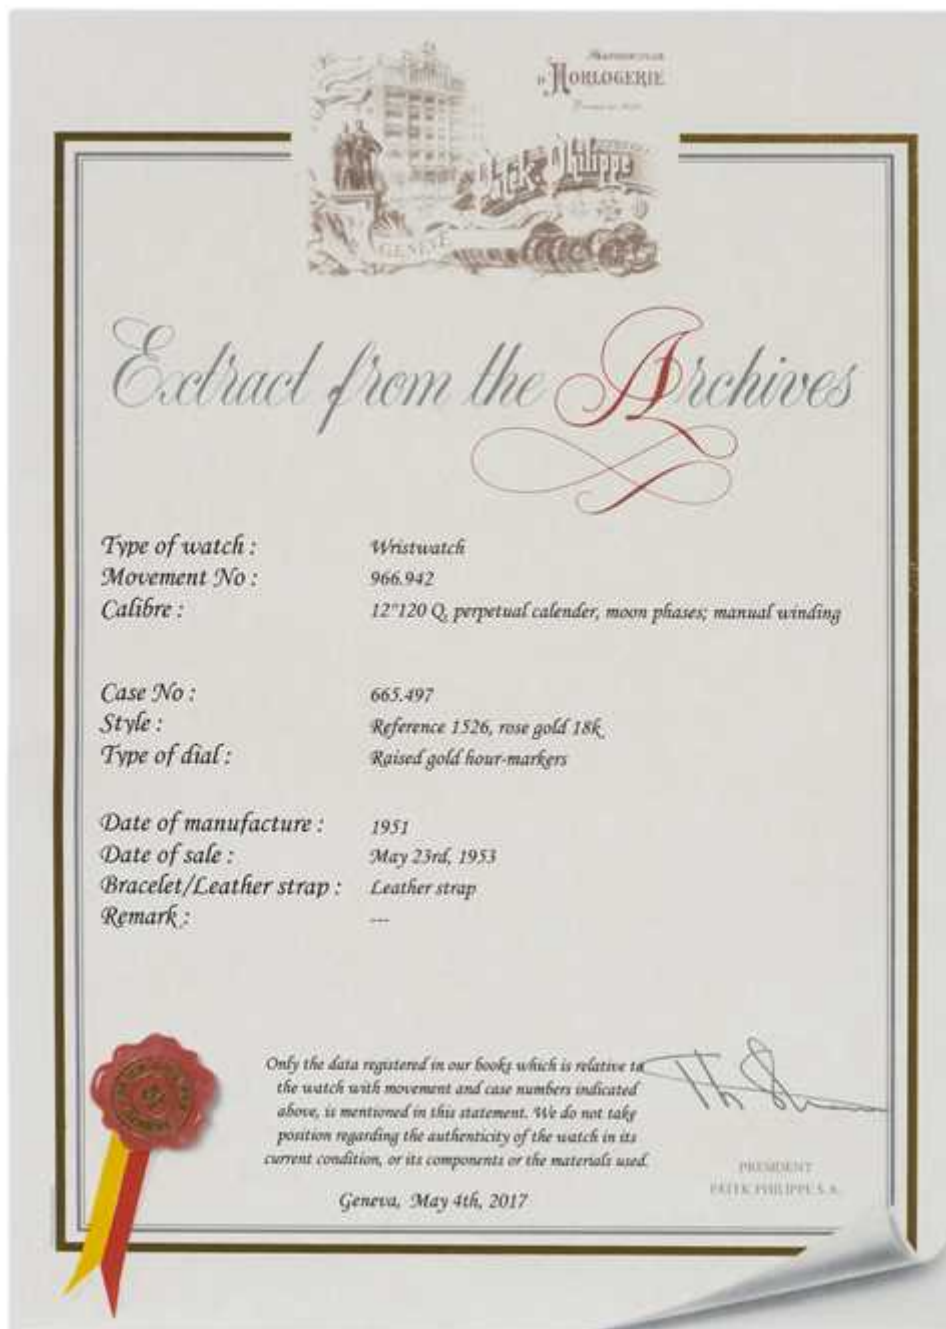 D'HORLOGERIE
Patek Philippe
GENÈVE
Extract from the Archives
Type of watch : Wristwatch
Movement No : 966.942
Calibre : 12"120 Q, perpetual calender, moon phases; manual winding
Case No : 665.497
Style : Reference 1526, rose gold 18k
Type of dial : Raised gold hour-markers
Date of manufacture : 1951
Date of sale : May 23rd, 1953
Bracelet/Leather strap : Leather strap
Remark : ---
Only the data registered in our books which is relative to
the watch with movement and case numbers indicated
above, is mentioned in this statement. We do not take
position regarding the authenticity of the watch in its
current condition, or its components or the materials used.
Geneva, May 4th, 2017
PRESIDENT
PATEK PHILIPPE S.A.